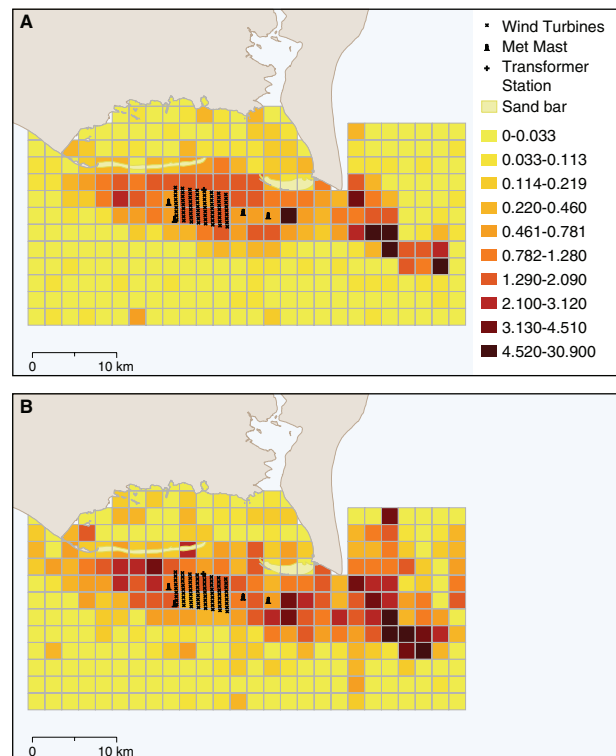 A
Wind Turbines
Met Mast
Transformer
Station
Sand bar
0-0.033
0.033-0.113
0.114-0.219
0.220-0.460
0.461-0.781
0.782-1.280
1.290-2.090
2.100-3.120
3.130-4.510
4.520-30.900
0 10 km
B
0 10 km